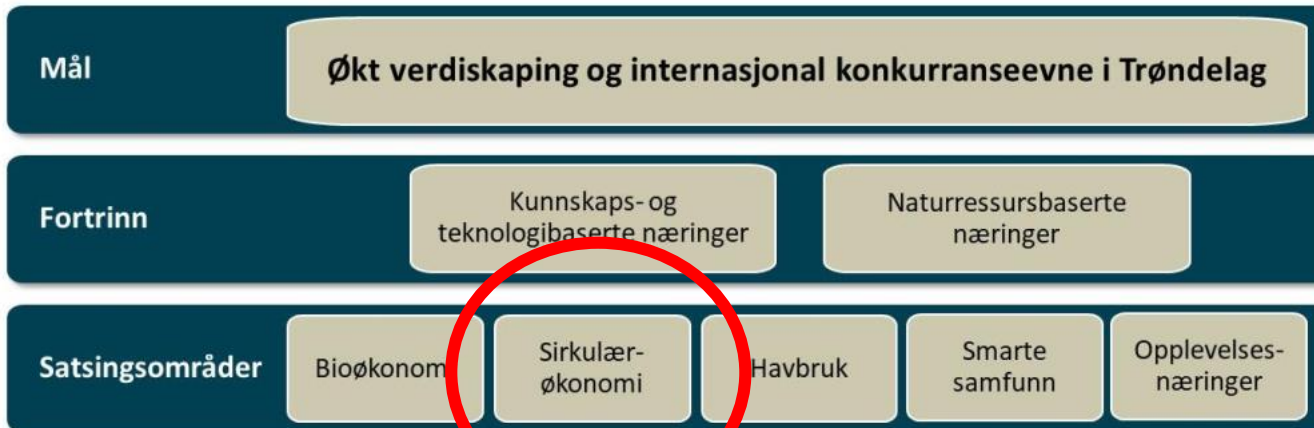 Mål
Økt verdiskaping og internasjonal konkurranseevne i Trøndelag
Fortrinn
Kunnskaps- og
teknologibaserte næringer
Naturressursbaserte
næringer
Satsingsområder
Bioøkonomi
Sirkulær-
økonomi
Havbruk
Smarte
samfunn
Opplevelses-
næringer